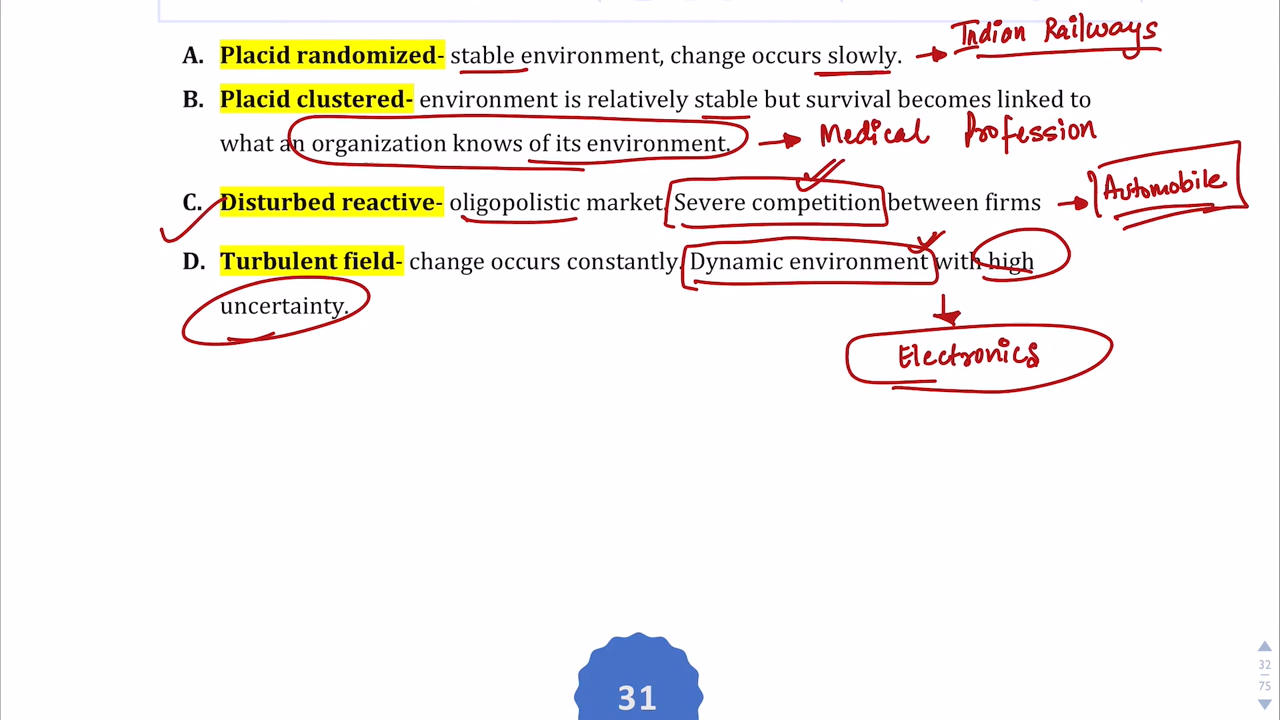 A. Placid randomized- stable environment, change occurs slowly. → Indian Railways
B. Placid clustered- environment is relatively stable but survival becomes linked to
what an organization knows of its environment. → Medical Profession
C. Disturbed reactive- oligopolistic market. Severe competition between firms → Automobile
D. Turbulent field- change occurs constantly. Dynamic environment with high
uncertainty.
Electronics
31
32
75